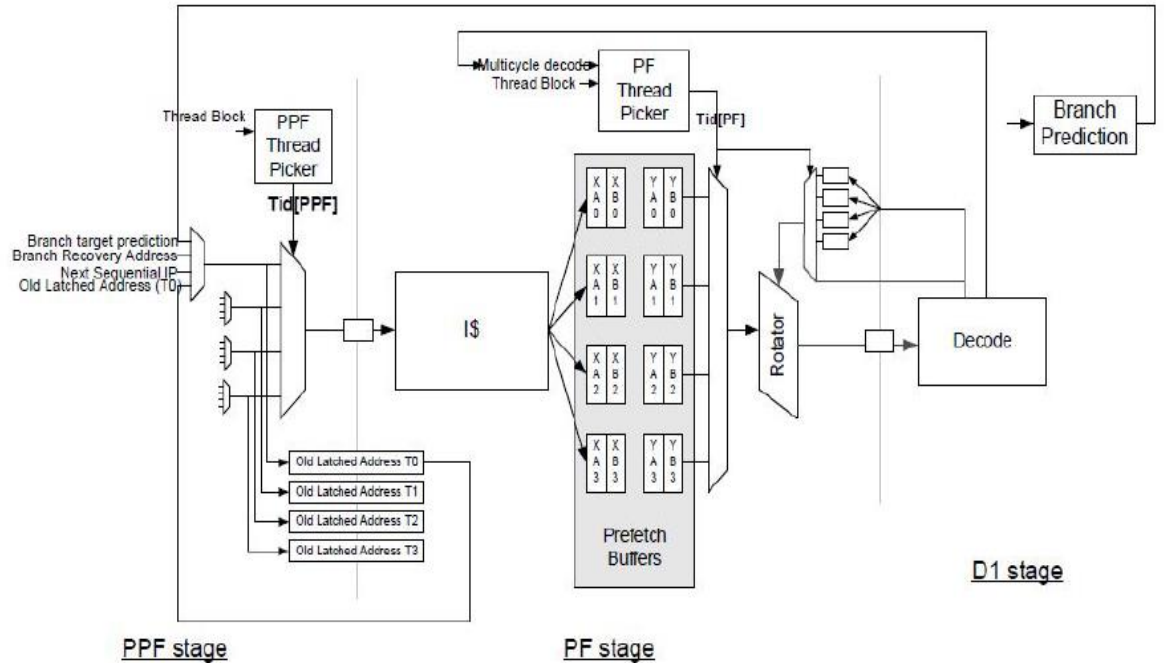 Multicycle decode
Thread Block
PF
Thread
Picker
Tid[PF]
Branch
Prediction
Thread Block
PPF
Thread
Picker
Tid[PPF]
Branch target prediction
Branch Recovery Address
Next Sequential IP
Old Latched Address (T0)
I$
X A 0
X B 0
Y A 0
Y B 0
X A 1
X B 1
Y A 1
Y B 1
X A 2
X B 2
Y A 2
Y B 2
X A 3
X B 3
Y A 3
Y B 3
Prefetch
Buffers
Rotator
Decode
Old Latched Address T0
Old Latched Address T1
Old Latched Address T2
Old Latched Address T3
D1 stage
PPF stage
PF stage